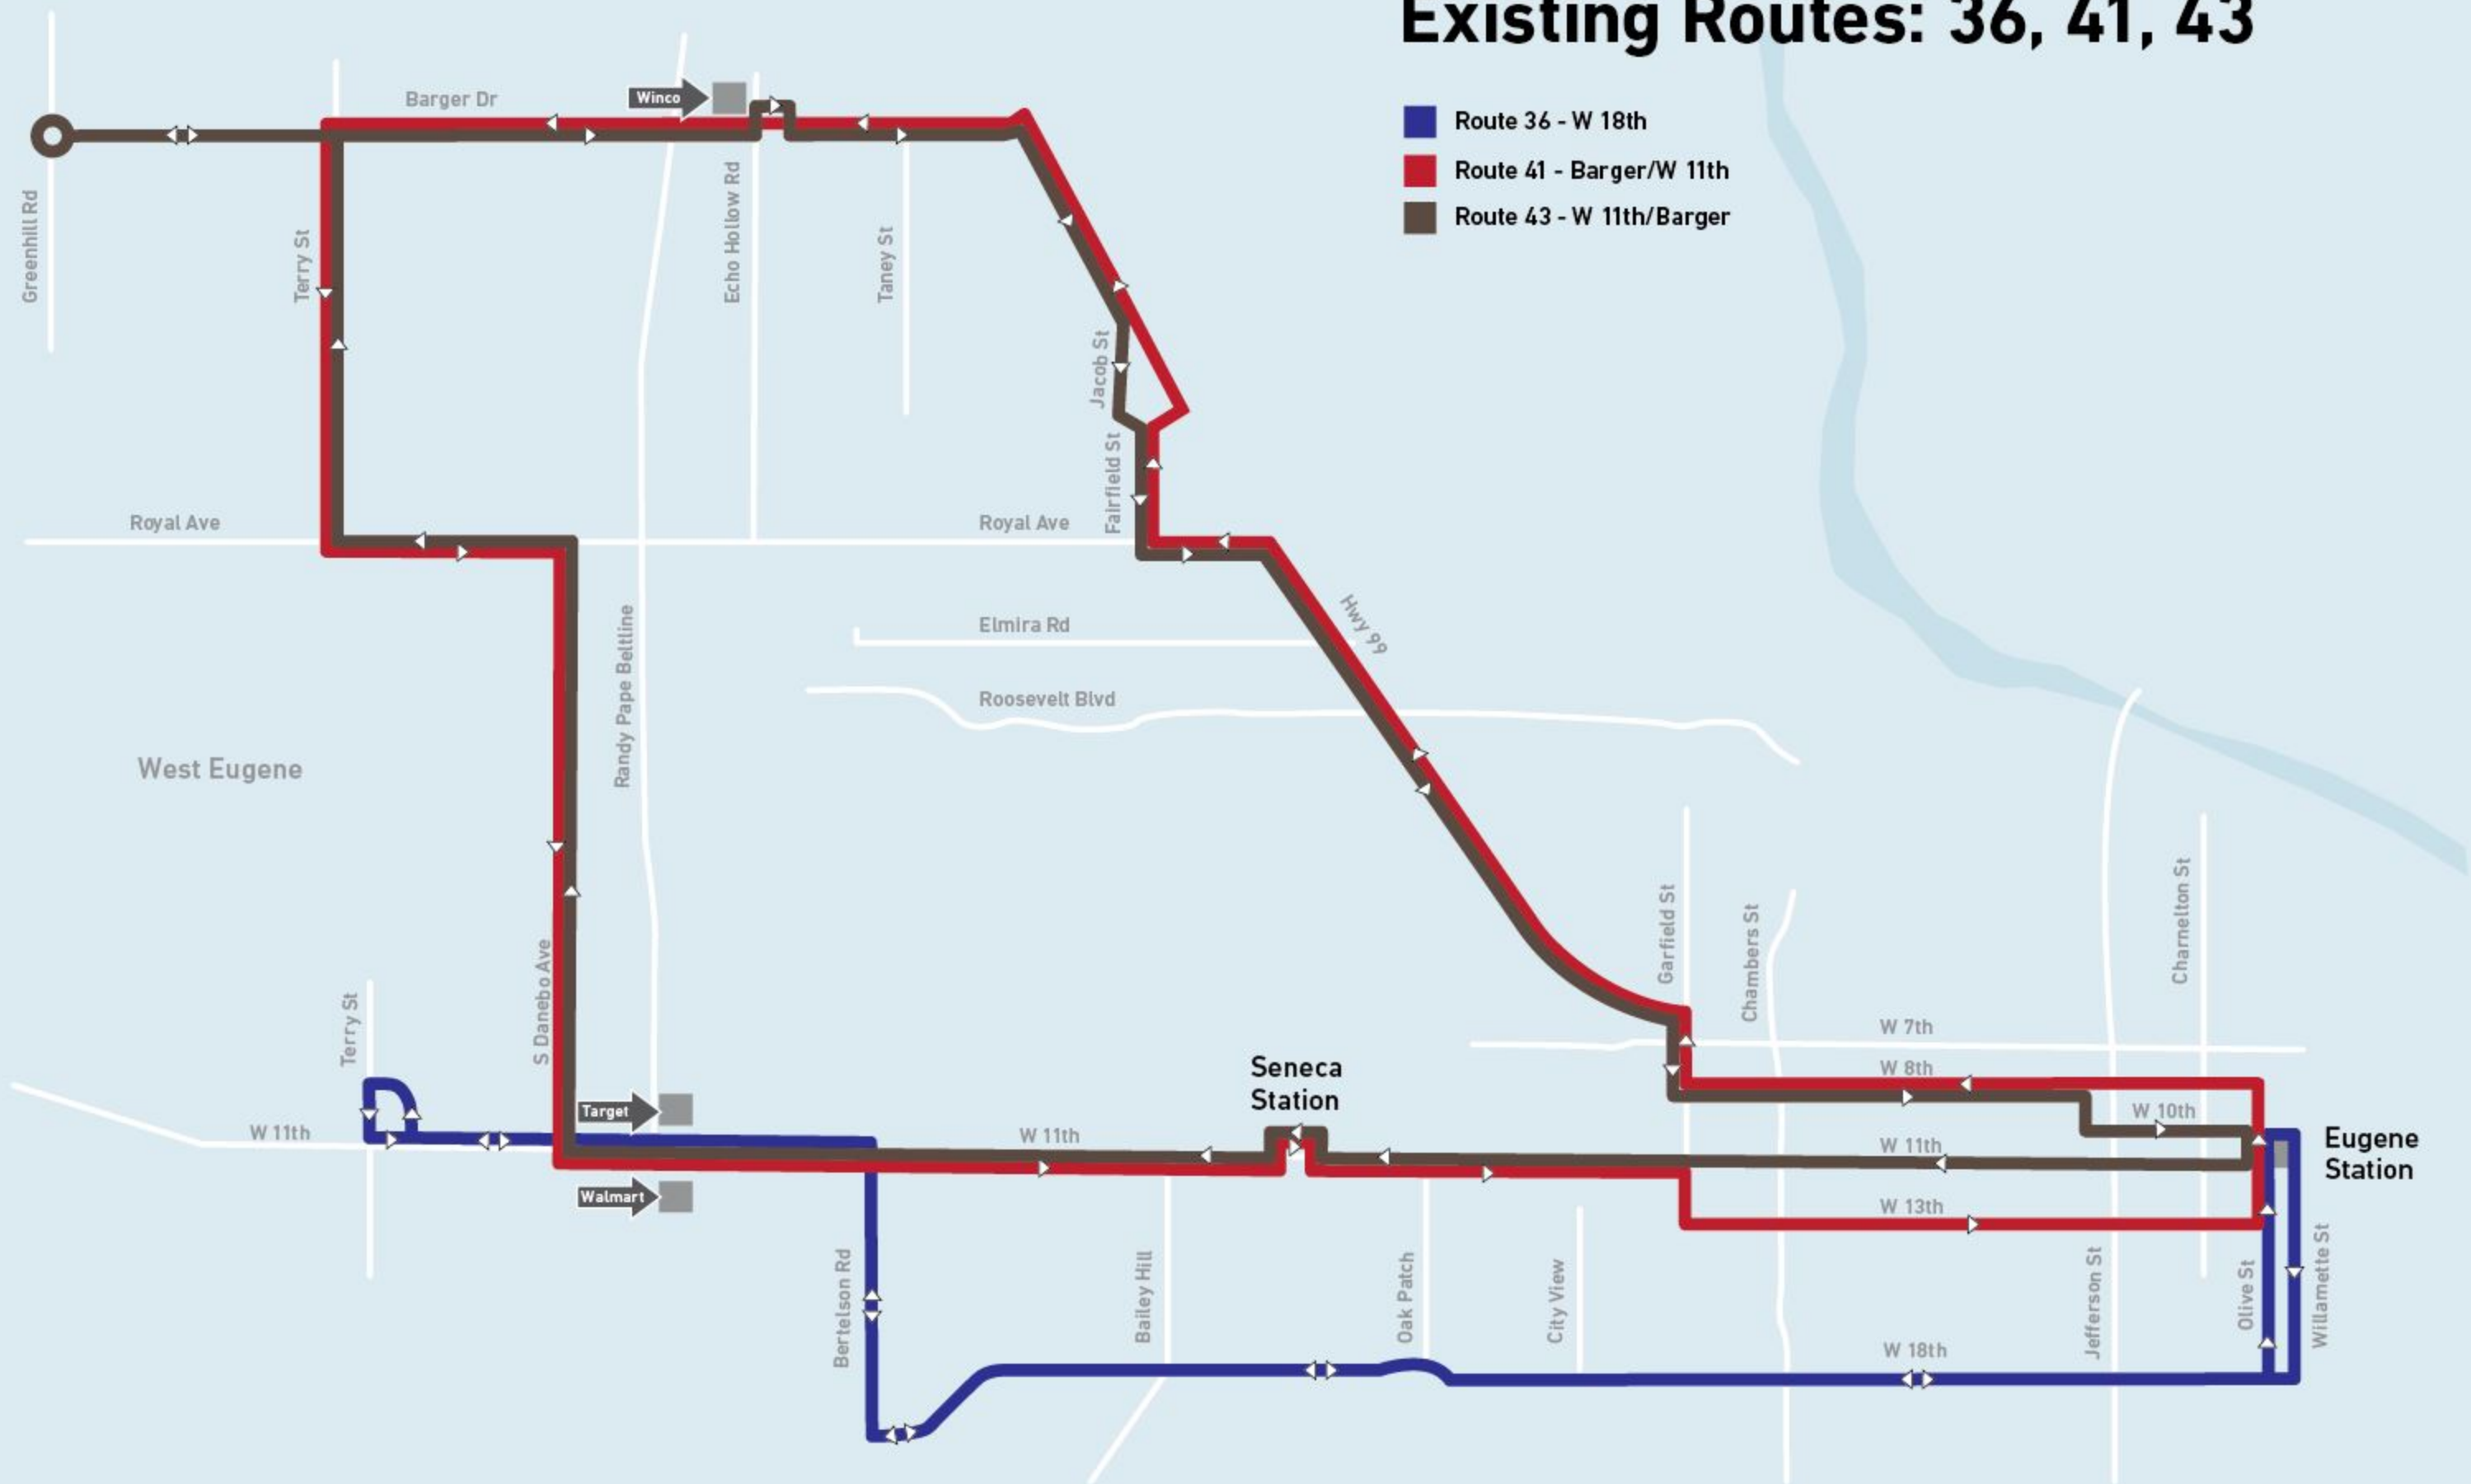 Existing Routes: 36, 41, 43
Route 36 - W 18th
Route 41 - Barger/W 11th
Route 43 - W 11th/Barger
Barger Dr
Winco
Greenhill Rd
Terry St
Echo Hollow Rd
Taney St
Jacob St
Fairfield St
Royal Ave
Royal Ave
Elmira Rd
Hwy 99
Randy Pape Beltline
Roosevelt Blvd
West Eugene
S Danebo Ave
Terry St
Garfield St
Chambers St
Charnelton St
W 7th
W 8th
Seneca
Station
Target
W 10th
W 11th
W 11th
W 11th
Eugene
Station
Walmart
W 13th
Bertelson Rd
Bailey Hill
Oak Patch
City View
Jefferson St
Olive St
Willamette St
W 18th